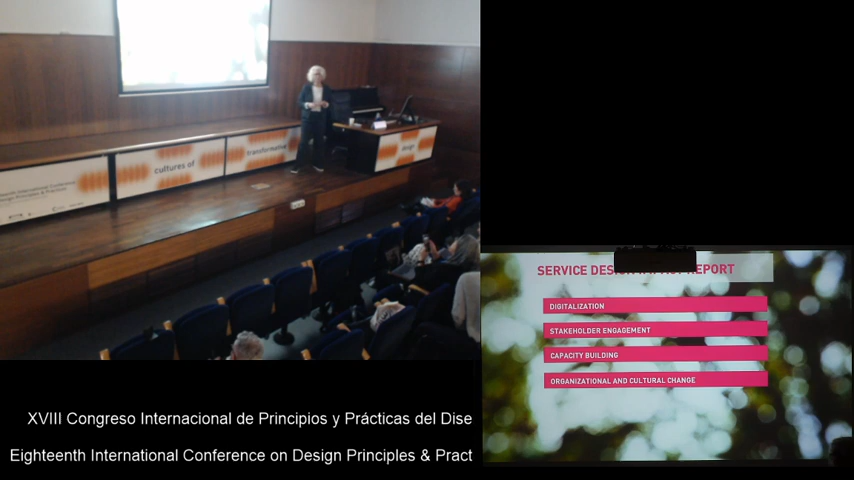 cultures of
transformative
design
SERVICE DESIGN REPORT
DIGITALIZATION
STAKEHOLDER ENGAGEMENT
CAPACITY BUILDING
ORGANIZATIONAL AND CULTURAL CHANGE
XVIII Congreso Internacional de Principios y Prácticas del Dise
Eighteenth International Conference on Design Principles & Pract